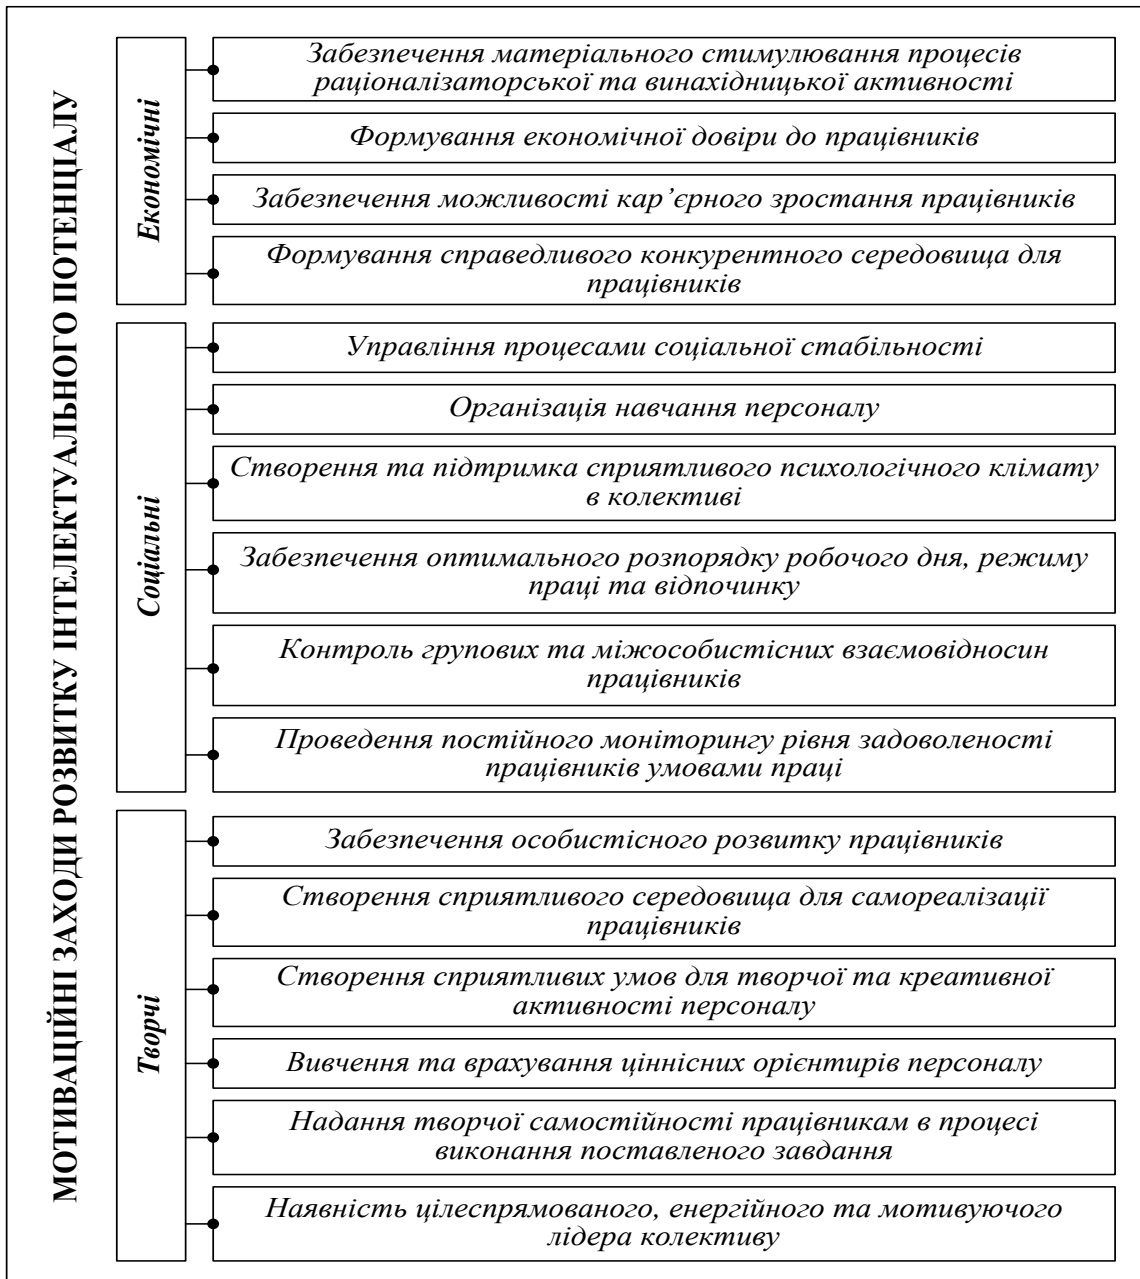 МОТИВАЦІЙНІ ЗАХОДИ РОЗВИТКУ ІНТЕЛЕКТУАЛЬНОГО ПОТЕНЦІАЛУ
Економічні
Забезпечення матеріального стимулювання процесів
раціоналізаторської та винахідницької активності
Формування економічної довіри до працівників
Забезпечення можливості кар’єрного зростання працівників
Формування справедливого конкурентного середовища для
працівників
Соціальні
Управління процесами соціальної стабільності
Організація навчання персоналу
Створення та підтримка сприятливого психологічного клімату
в колективі
Забезпечення оптимального розпорядку робочого дня, режиму
праці та відпочинку
Контроль групових та міжособистісних взаємовідносин
працівників
Проведення постійного моніторингу рівня задоволеності
працівників умовами праці
Творчі
Забезпечення особистісного розвитку працівників
Створення сприятливого середовища для самореалізації
працівників
Створення сприятливих умов для творчої та креативної
активності персоналу
Вивчення та врахування ціннісних орієнтирів персоналу
Надання творчої самостійності працівникам в процесі
виконання поставленого завдання
Наявність цілеспрямованого, енергійного та мотивуючого
лідера колективу